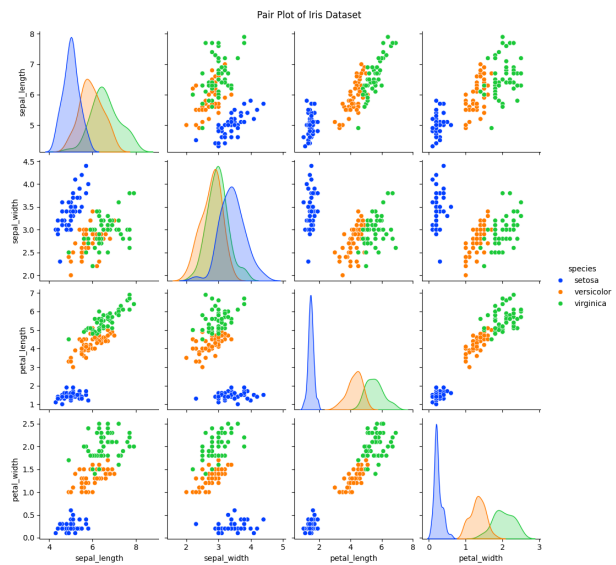 Pair Plot of Iris Dataset
8
7
6
5
sepal_length
4.5
4.0
3.5
3.0
2.5
2.0
sepal_width
species
setosa
versicolor
virginica
7
6
5
4
3
2
1
petal_length
2.5
2.0
1.5
1.0
0.5
0.0
petal_width
4 6 8
sepal_length
2 3 4 5
sepal_width
2 4 6 8
petal_length
0 1 2 3
petal_width